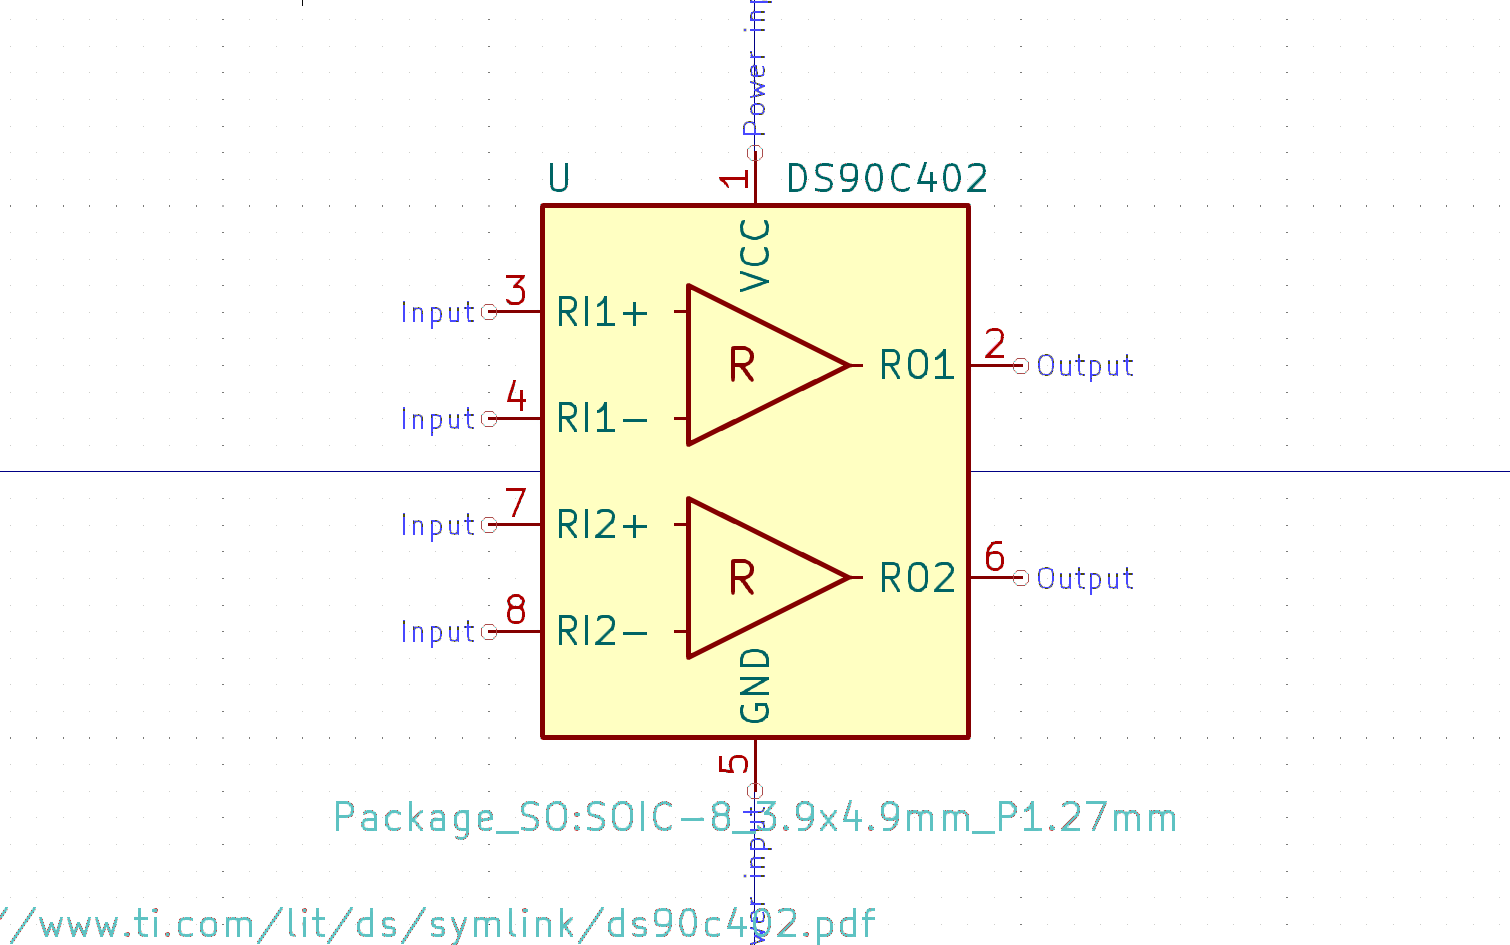 Power inp
U
1
DS90C402
VCC
3
Input
RI1+
R
2
RO1
Output
4
Input
RI1-
7
Input
RI2+
R
6
RO2
Output
8
Input
RI2-
GND
5
Package_SO:SOIC-8_3.9x4.9mm_P1.27mm
wer input
//www.ti.com/lit/ds/symlink/ds90c402.pdf